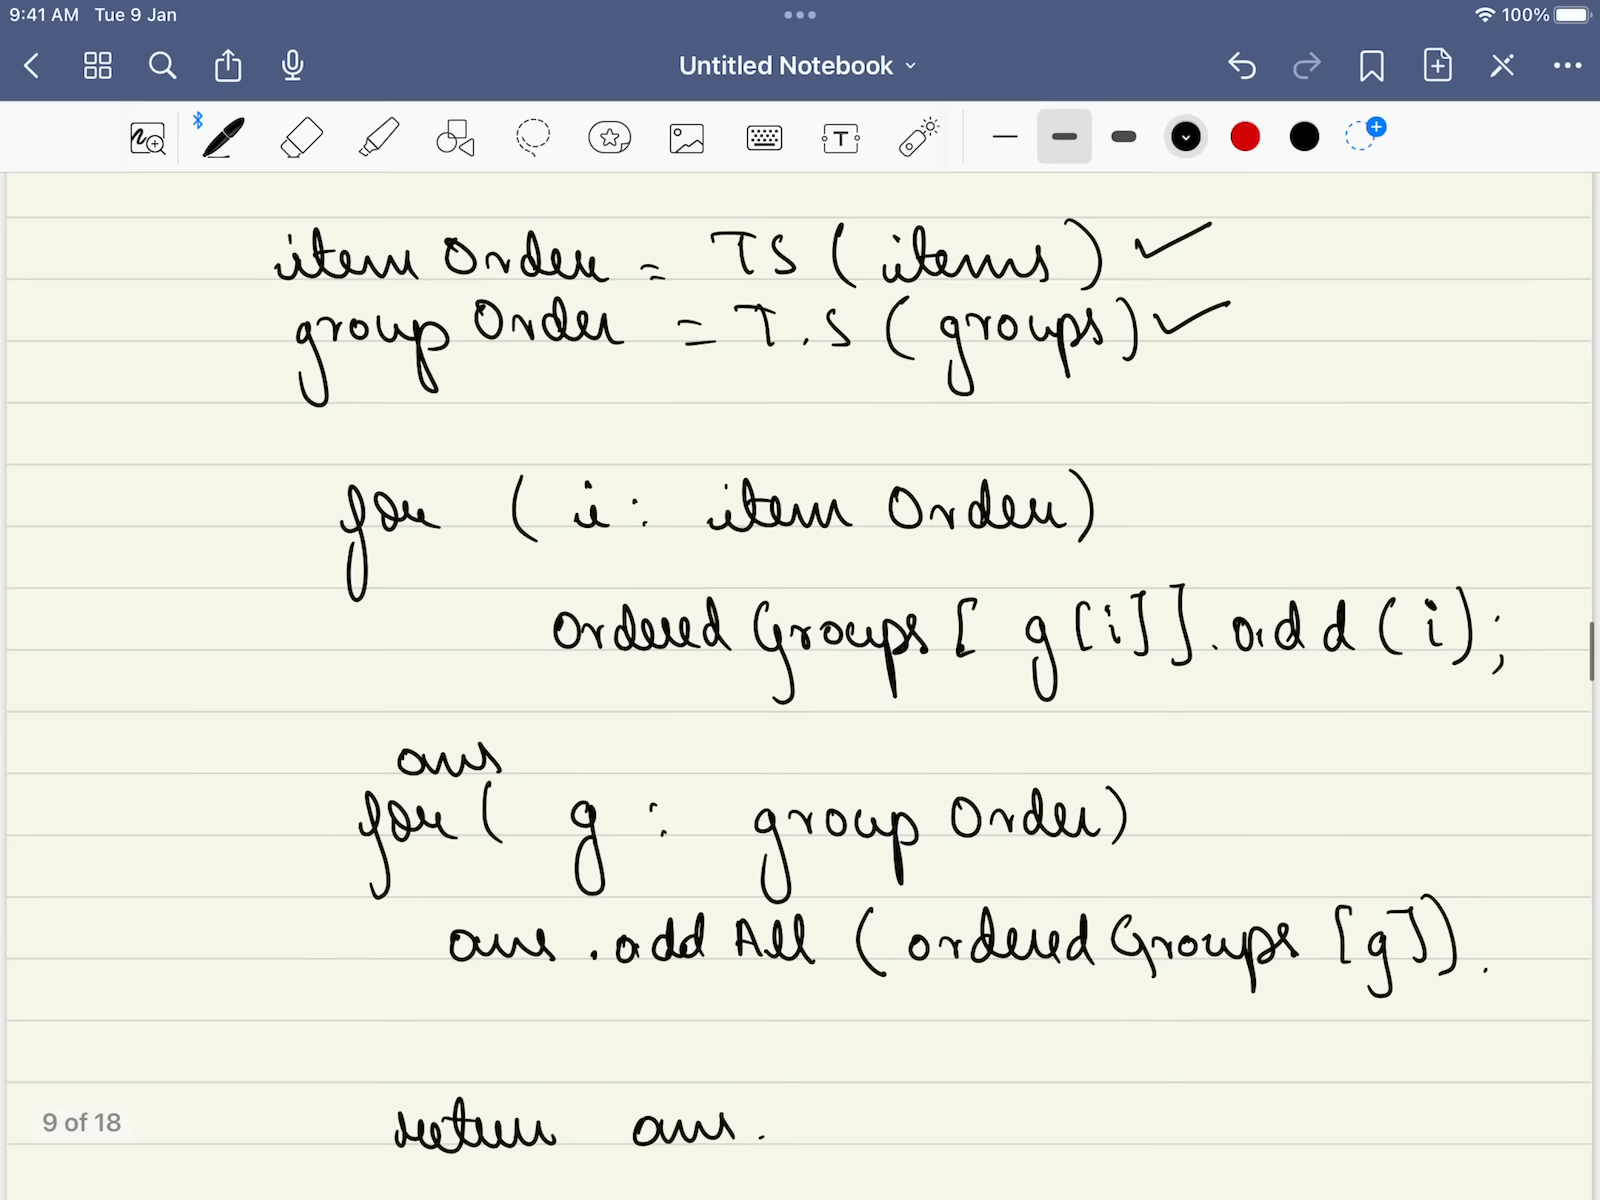 9:41 AM Tue 9 Jan
100%
Untitled Notebook
T
itemOrder = TS (items) ✓
groupOrder = T.S (groups) ✓
for (i: itemOrder)
orderedGroups[g[i]].add(i);
ans
for( g : groupOrder)
ans.addAll (orderedGroups[g]).
9 of 18
return ans.